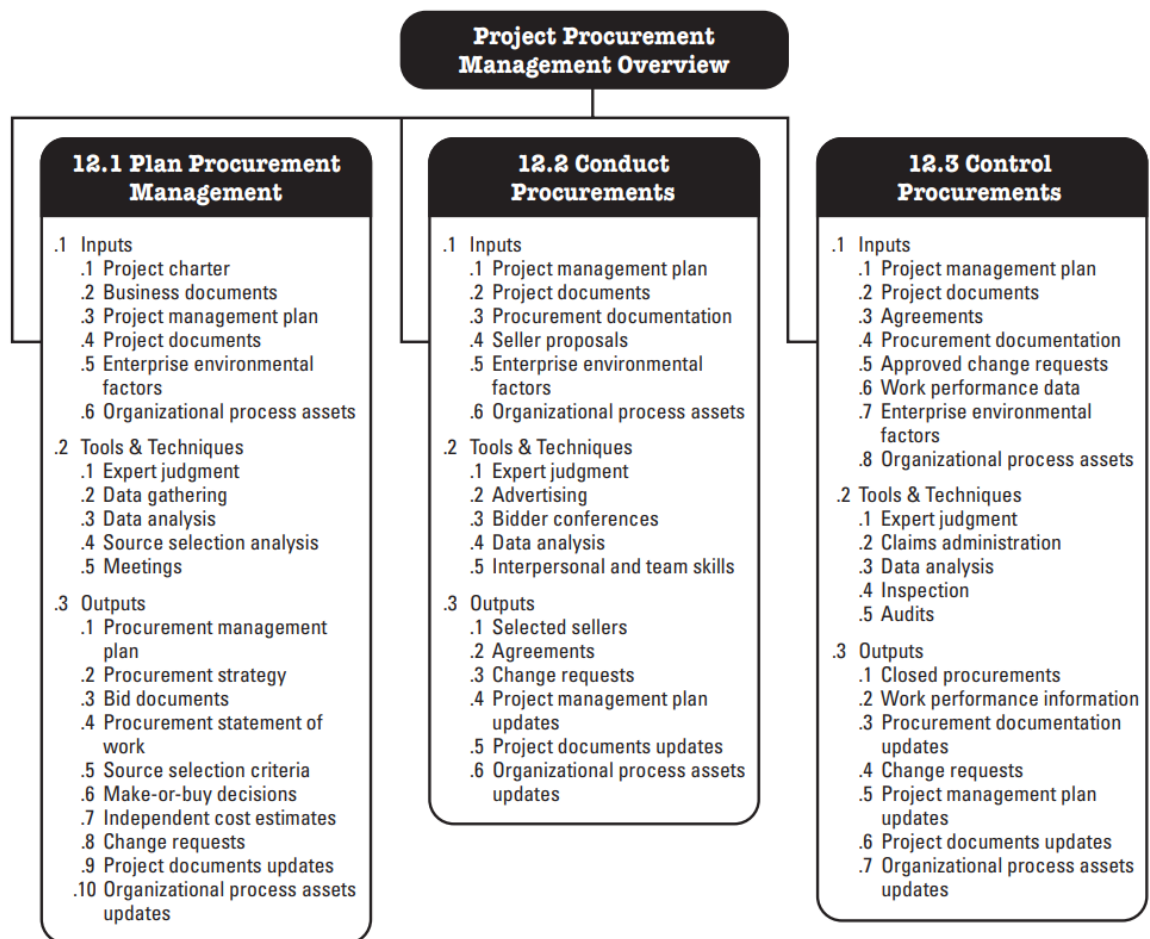 Project Procurement
Management Overview
12.1 Plan Procurement
Management
.1 Inputs
.1 Project charter
.2 Business documents
.3 Project management plan
.4 Project documents
.5 Enterprise environmental
factors
.6 Organizational process assets
.2 Tools & Techniques
.1 Expert judgment
.2 Data gathering
.3 Data analysis
.4 Source selection analysis
.5 Meetings
.3 Outputs
.1 Procurement management
plan
.2 Procurement strategy
.3 Bid documents
.4 Procurement statement of
work
.5 Source selection criteria
.6 Make-or-buy decisions
.7 Independent cost estimates
.8 Change requests
.9 Project documents updates
.10 Organizational process assets
updates
12.2 Conduct
Procurements
.1 Inputs
.1 Project management plan
.2 Project documents
.3 Procurement documentation
.4 Seller proposals
.5 Enterprise environmental
factors
.6 Organizational process assets
.2 Tools & Techniques
.1 Expert judgment
.2 Advertising
.3 Bidder conferences
.4 Data analysis
.5 Interpersonal and team skills
.3 Outputs
.1 Selected sellers
.2 Agreements
.3 Change requests
.4 Project management plan
updates
.5 Project documents updates
.6 Organizational process assets
updates
12.3 Control
Procurements
.1 Inputs
.1 Project management plan
.2 Project documents
.3 Agreements
.4 Procurement documentation
.5 Approved change requests
.6 Work performance data
.7 Enterprise environmental
factors
.8 Organizational process assets
.2 Tools & Techniques
.1 Expert judgment
.2 Claims administration
.3 Data analysis
.4 Inspection
.5 Audits
.3 Outputs
.1 Closed procurements
.2 Work performance information
.3 Procurement documentation
updates
.4 Change requests
.5 Project management plan
updates
.6 Project documents updates
.7 Organizational process assets
updates